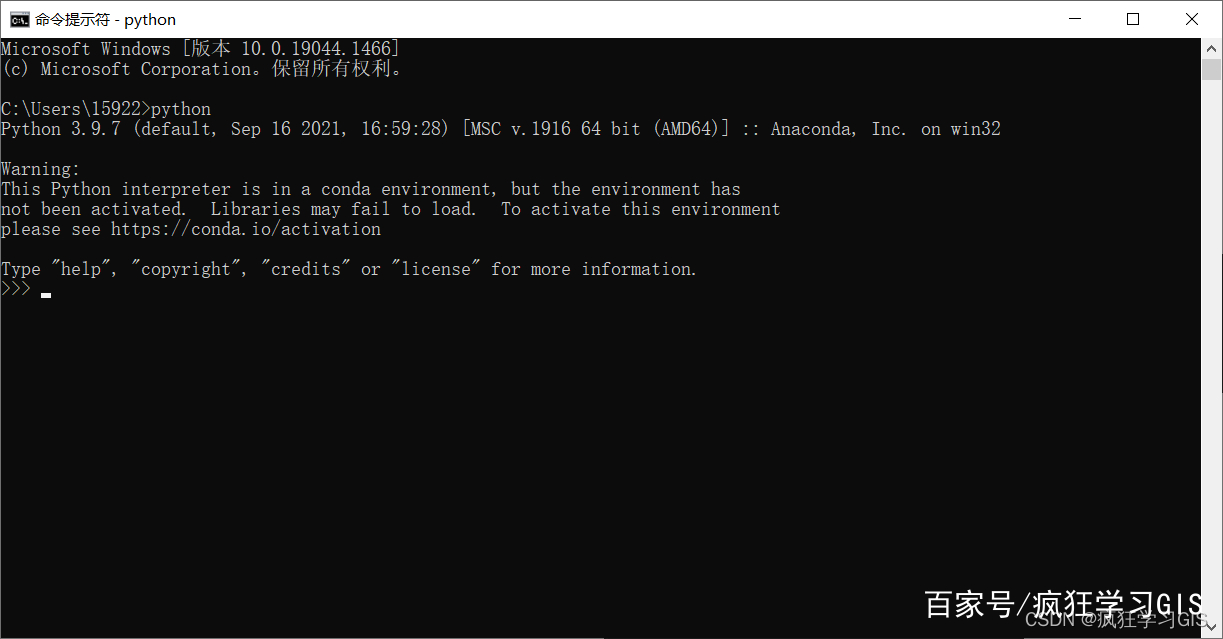 命令提示符 - python
Microsoft Windows [版本 10.0.19044.1466]
(c) Microsoft Corporation。保留所有权利。
C:\Users\15922>python
Python 3.9.7 (default, Sep 16 2021, 16:59:28) [MSC v.1916 64 bit (AMD64)] :: Anaconda, Inc. on win32
Warning:
This Python interpreter is in a conda environment, but the environment has
not been activated.  Libraries may fail to load.  To activate this environment
please see https://conda.io/activation
Type "help", "copyright", "credits" or "license" for more information.
>>>
百家号/疯狂学习GIS
CSDN @疯狂学习GIS